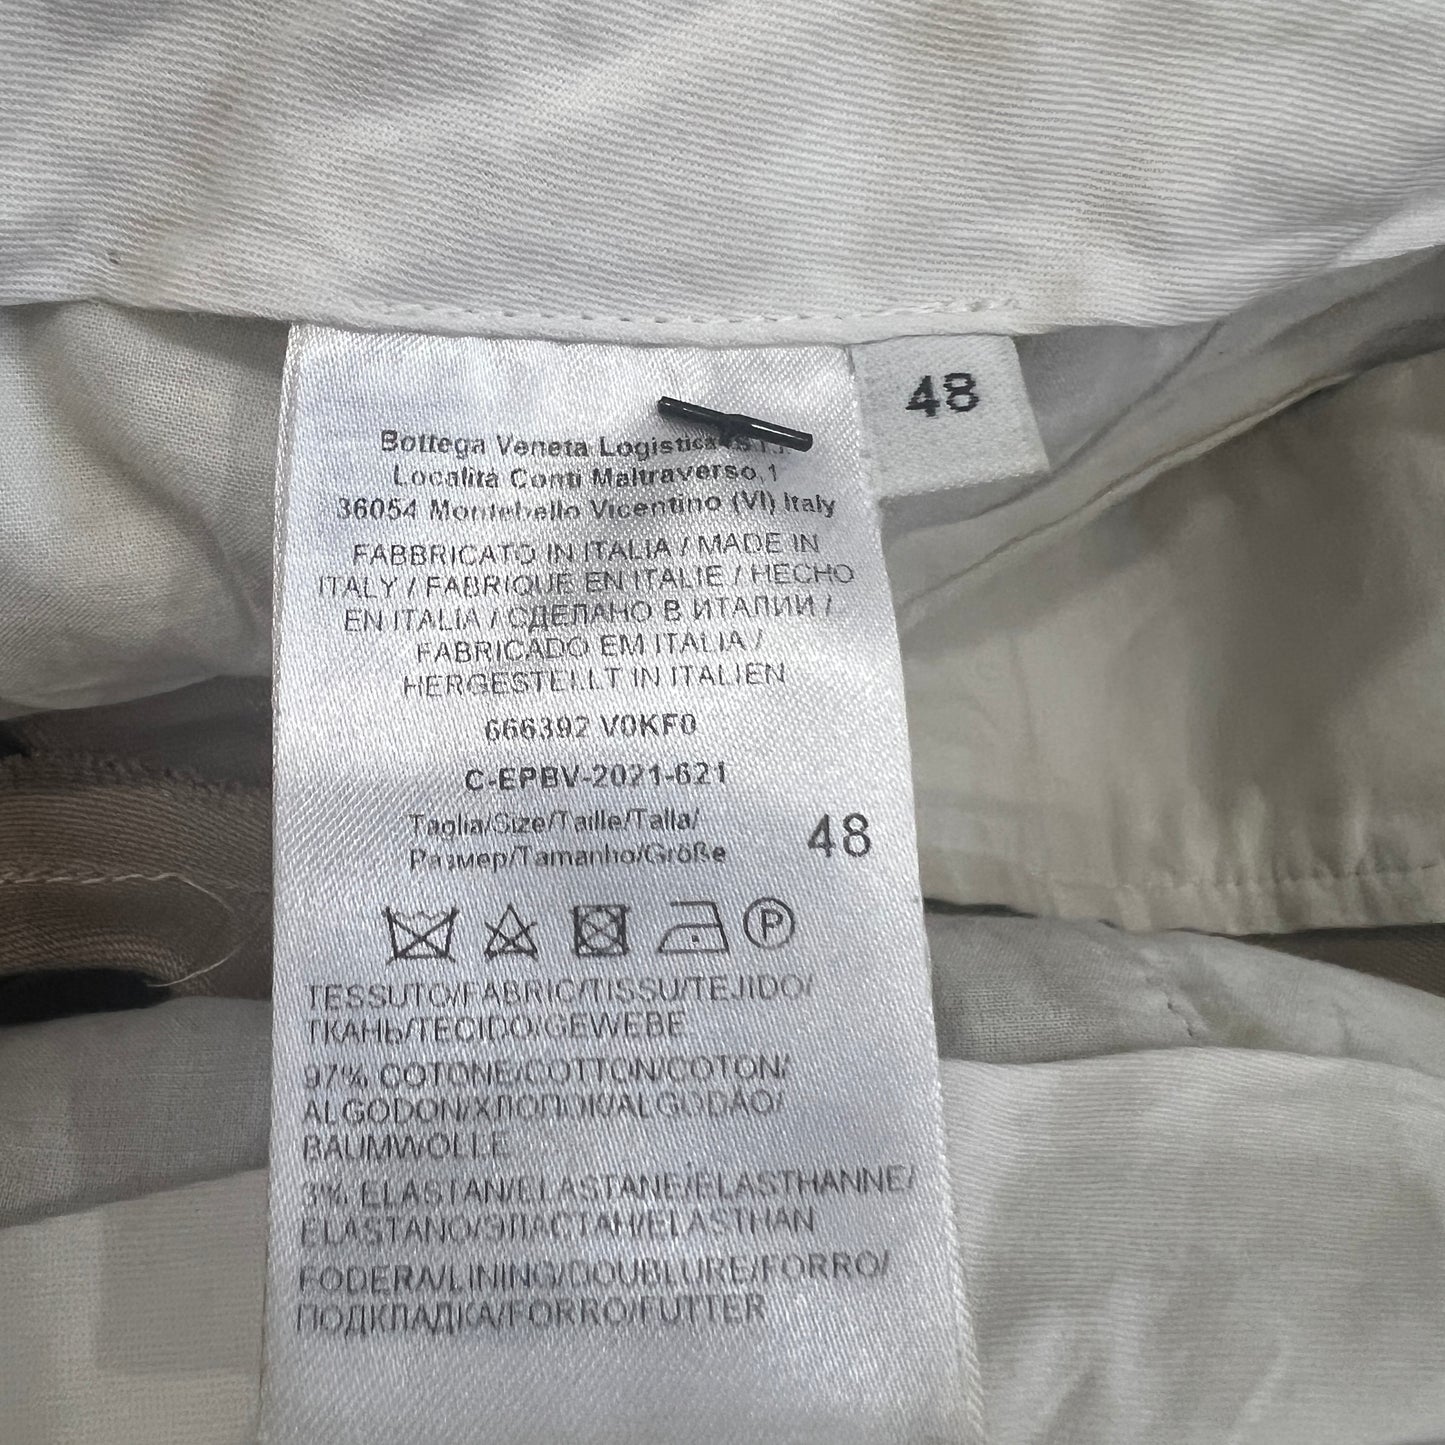 48
Bottega Veneta Logistica S.r.l.
Località Conti Maltraverso,1
36054 Montebello Vicentino (VI) Italy
FABBRICATO IN ITALIA / MADE IN
ITALY / FABRIQUE EN ITALIE / HECHO
EN ITALIA / СДЕЛАНО В ИТАЛИИ /
FABRICADO EM ITALIA /
HERGESTELLT IN ITALIEN
666392 V0KF0
C-EPBV-2021-621
Taglia/Size/Taille/Talla/
Размер/Tamanho/Größe 48
P
TESSUTO/FABRIC/TISSU/TEJIDO/
ТКАНЬ/TECIDO/GEWEBE
97% COTONE/COTTON/COTON/
ALGODON/ХЛОПОК/ALGODÃO/
BAUMWOLLE
3% ELASTAN/ELASTANE/ÉLASTHANNE/
ELASTANO/ЭЛАСТАН/ELASTHAN
FODERA/LINING/DOUBLURE/FORRO/
ПОДКЛАДКА/FORRO/FUTTER